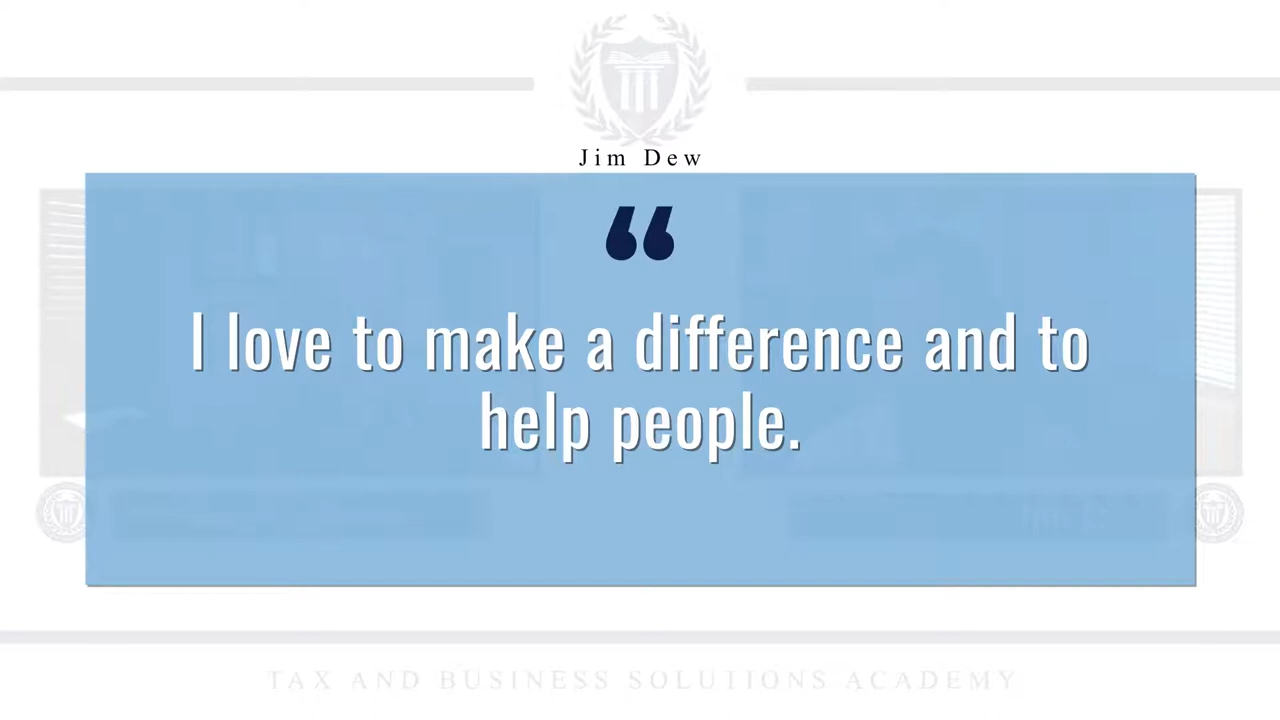 Jim Dew
“
I love to make a difference and to
help people.
TAX AND BUSINESS SOLUTIONS ACADEMY